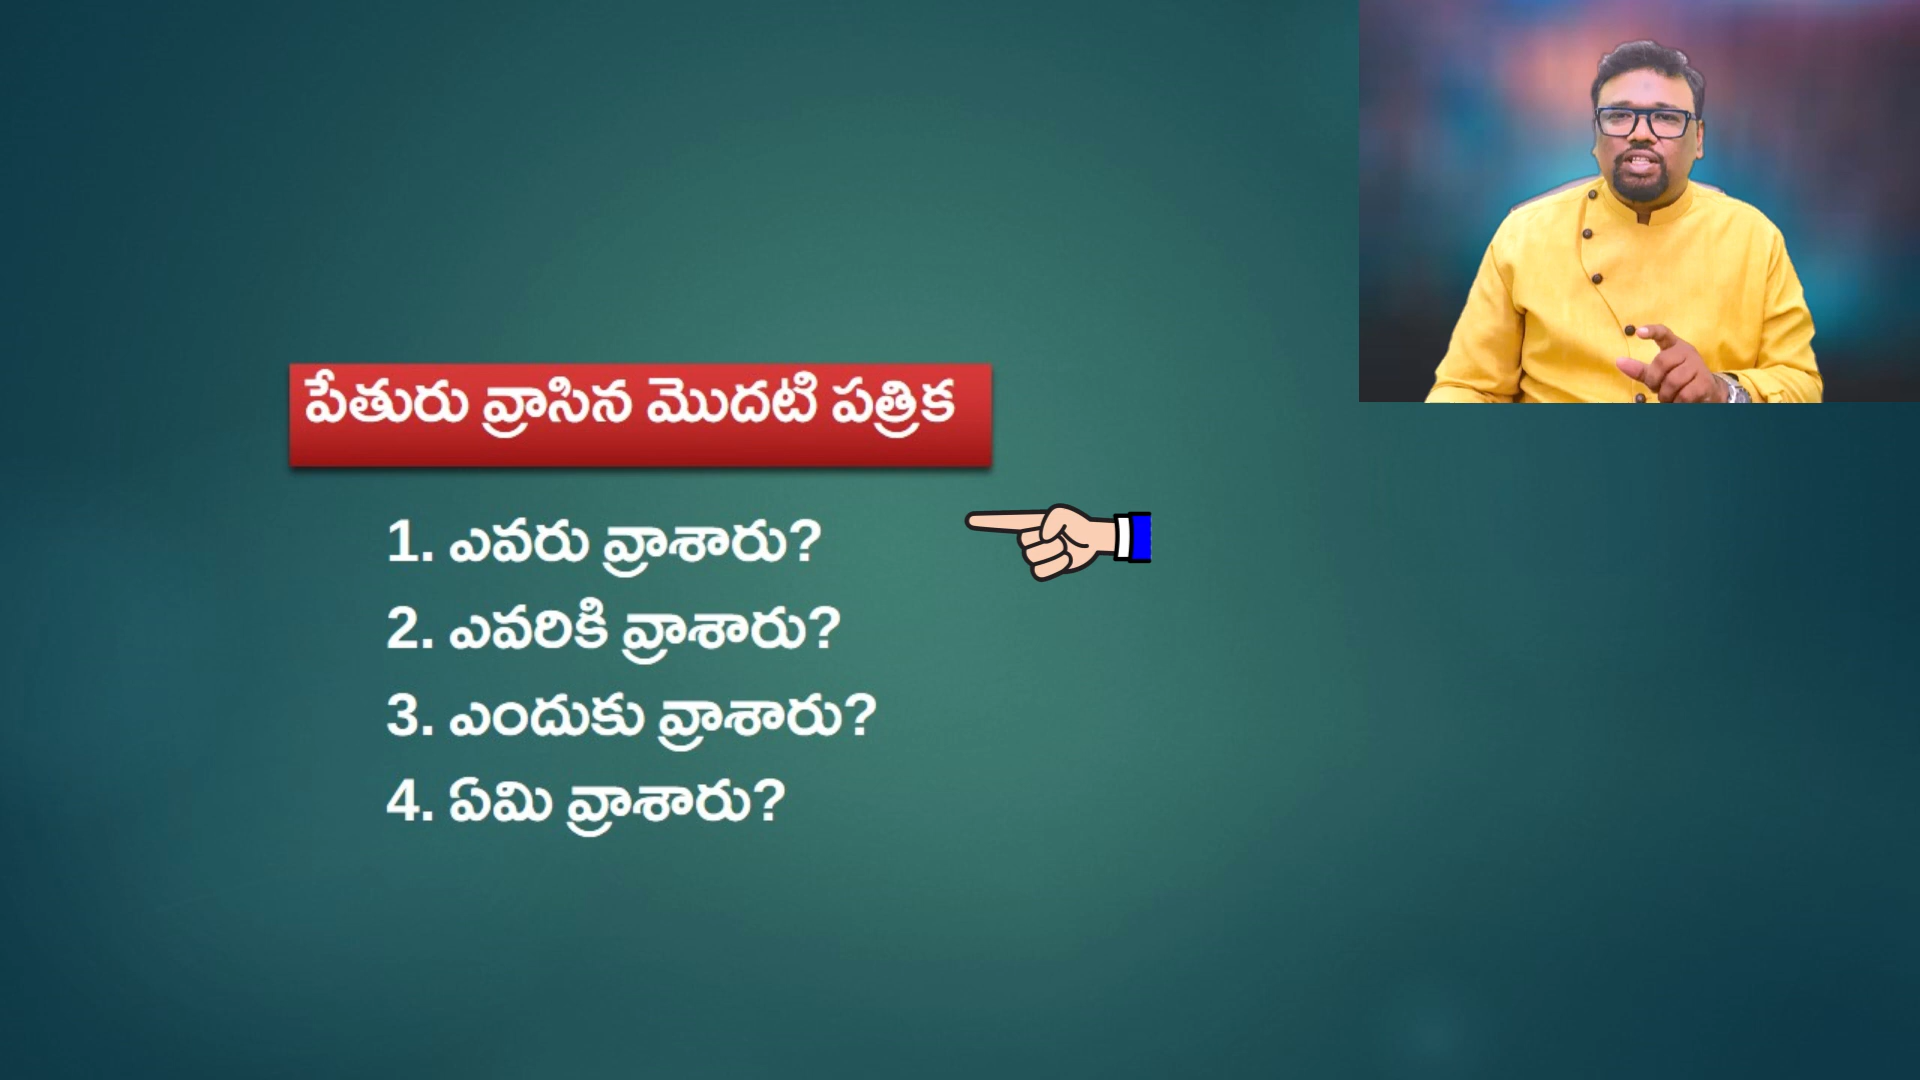 పేతురు వ్రాసిన మొదటి పత్రిక
1. ఎవరు వ్రాశారు?
2. ఎవరికి వ్రాశారు?
3. ఎందుకు వ్రాశారు?
4. ఏమి వ్రాశారు?